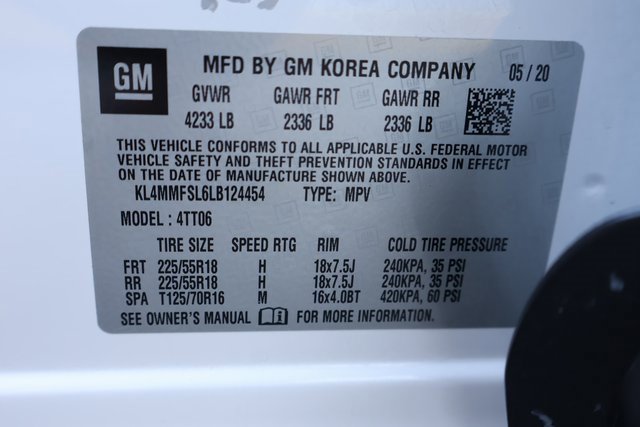 GM MFD BY GM KOREA COMPANY 05 / 20
GVWR GAWR FRT GAWR RR
4233 LB 2336 LB 2336 LB
THIS VEHICLE CONFORMS TO ALL APPLICABLE U.S. FEDERAL MOTOR
VEHICLE SAFETY AND THEFT PREVENTION STANDARDS IN EFFECT
ON THE DATE OF MANUFACTURE SHOWN ABOVE.
KL4MMFSL6LB124454 TYPE: MPV
MODEL : 4TT06
TIRE SIZE SPEED RTG RIM COLD TIRE PRESSURE
FRT 225/55R18 H 18x7.5J 240KPA, 35 PSI
RR 225/55R18 H 18x7.5J 240KPA, 35 PSI
SPA T125/70R16 M 16x4.0BT 420KPA, 60 PSI
SEE OWNER'S MANUAL FOR MORE INFORMATION.